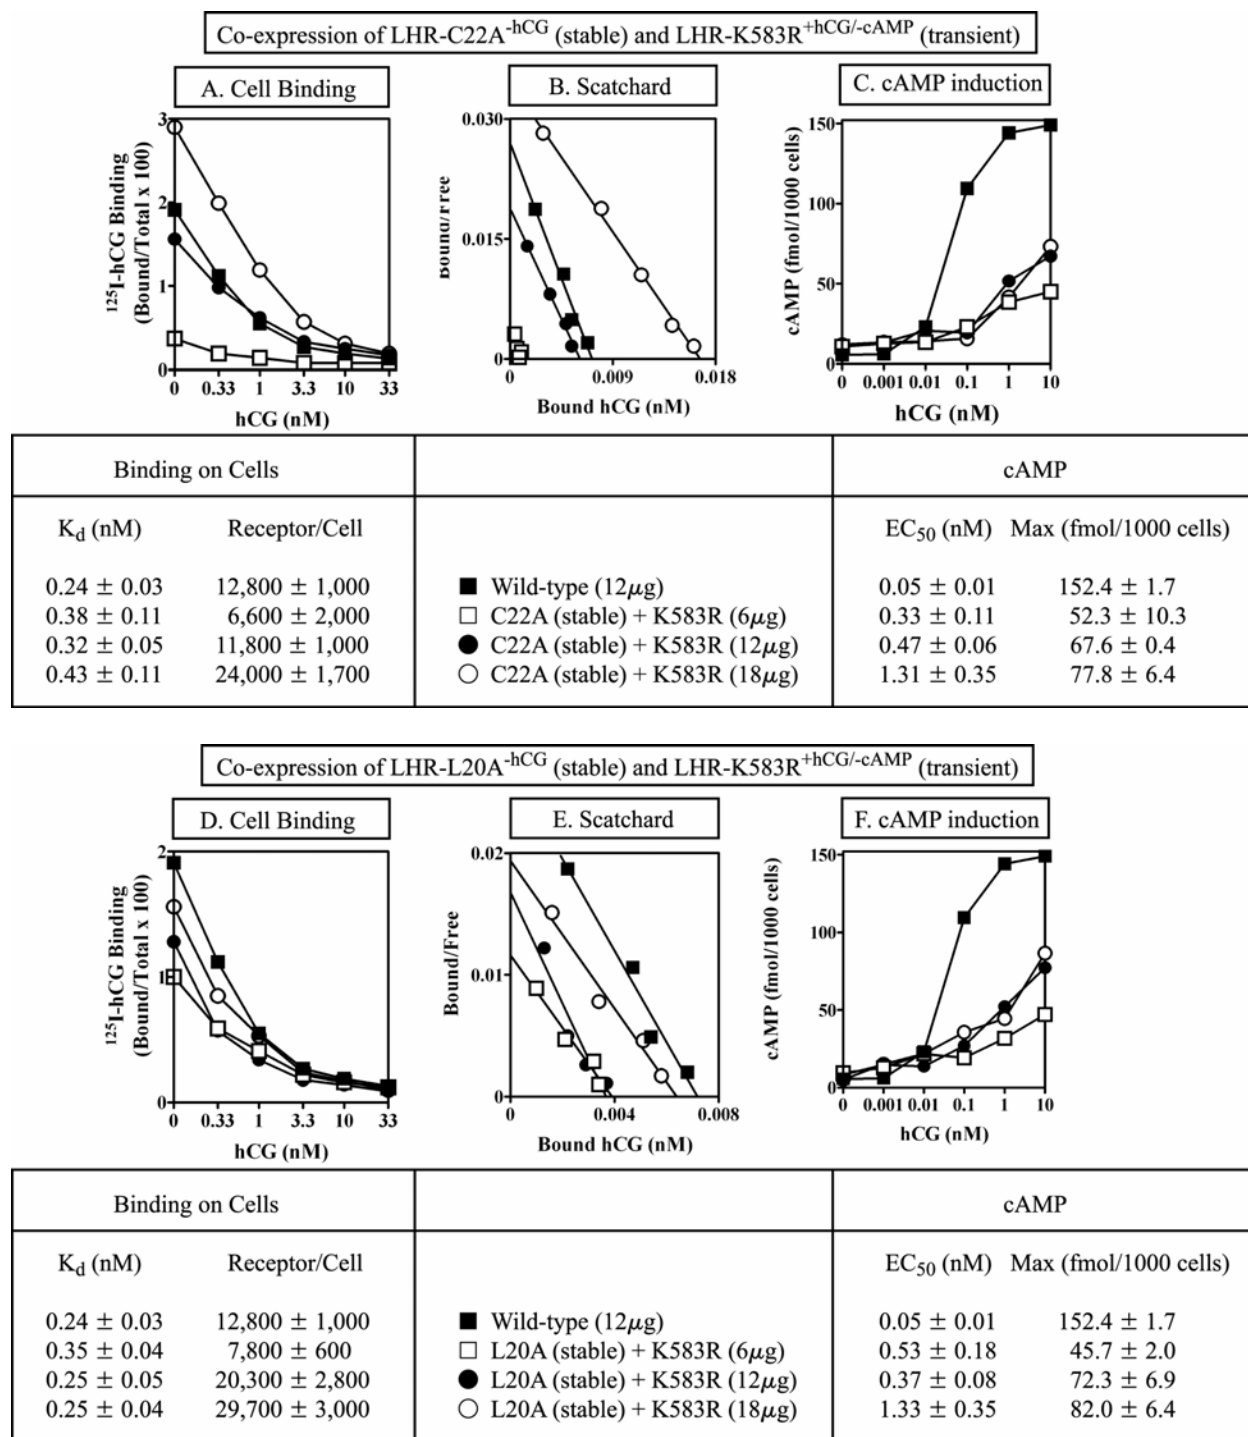 Co-expression of LHR-C22A-hCG (stable) and LHR-K583R+hCG/-cAMP (transient)
A. Cell Binding
B. Scatchard
C. cAMP induction
125I-hCG Binding
(Bound/Total x 100)
3
2
1
0
0 0.33 1 3.3 10 33
hCG (nM)
Bound/Free
0.030
0.015
0
0 0.009 0.018
Bound hCG (nM)
cAMP (fmol/1000 cells)
150
100
50
0
0 0.001 0.01 0.1 1 10
hCG (nM)
Binding on Cells
cAMP
Kd (nM) Receptor/Cell
EC50 (nM) Max (fmol/1000 cells)
0.24 ± 0.03 12,800 ± 1,000 Wild-type (12μg) 0.05 ± 0.01 152.4 ± 1.7
0.38 ± 0.11 6,600 ± 2,000 C22A (stable) + K583R (6μg) 0.33 ± 0.11 52.3 ± 10.3
0.32 ± 0.05 11,800 ± 1,000 C22A (stable) + K583R (12μg) 0.47 ± 0.06 67.6 ± 0.4
0.43 ± 0.11 24,000 ± 1,700 C22A (stable) + K583R (18μg) 1.31 ± 0.35 77.8 ± 6.4
Co-expression of LHR-L20A-hCG (stable) and LHR-K583R+hCG/-cAMP (transient)
D. Cell Binding
E. Scatchard
F. cAMP induction
125I-hCG Binding
(Bound/Total x 100)
2
1
0
0 0.33 1 3.3 10 33
hCG (nM)
Bound/Free
0.02
0.01
0
0 0.004 0.008
Bound hCG (nM)
cAMP (fmol/1000 cells)
150
100
50
0
0 0.001 0.01 0.1 1 10
hCG (nM)
Binding on Cells
cAMP
Kd (nM) Receptor/Cell
EC50 (nM) Max (fmol/1000 cells)
0.24 ± 0.03 12,800 ± 1,000 Wild-type (12μg) 0.05 ± 0.01 152.4 ± 1.7
0.35 ± 0.04 7,800 ± 600 L20A (stable) + K583R (6μg) 0.53 ± 0.18 45.7 ± 2.0
0.25 ± 0.05 20,300 ± 2,800 L20A (stable) + K583R (12μg) 0.37 ± 0.08 72.3 ± 6.9
0.25 ± 0.04 29,700 ± 3,000 L20A (stable) + K583R (18μg) 1.33 ± 0.35 82.0 ± 6.4